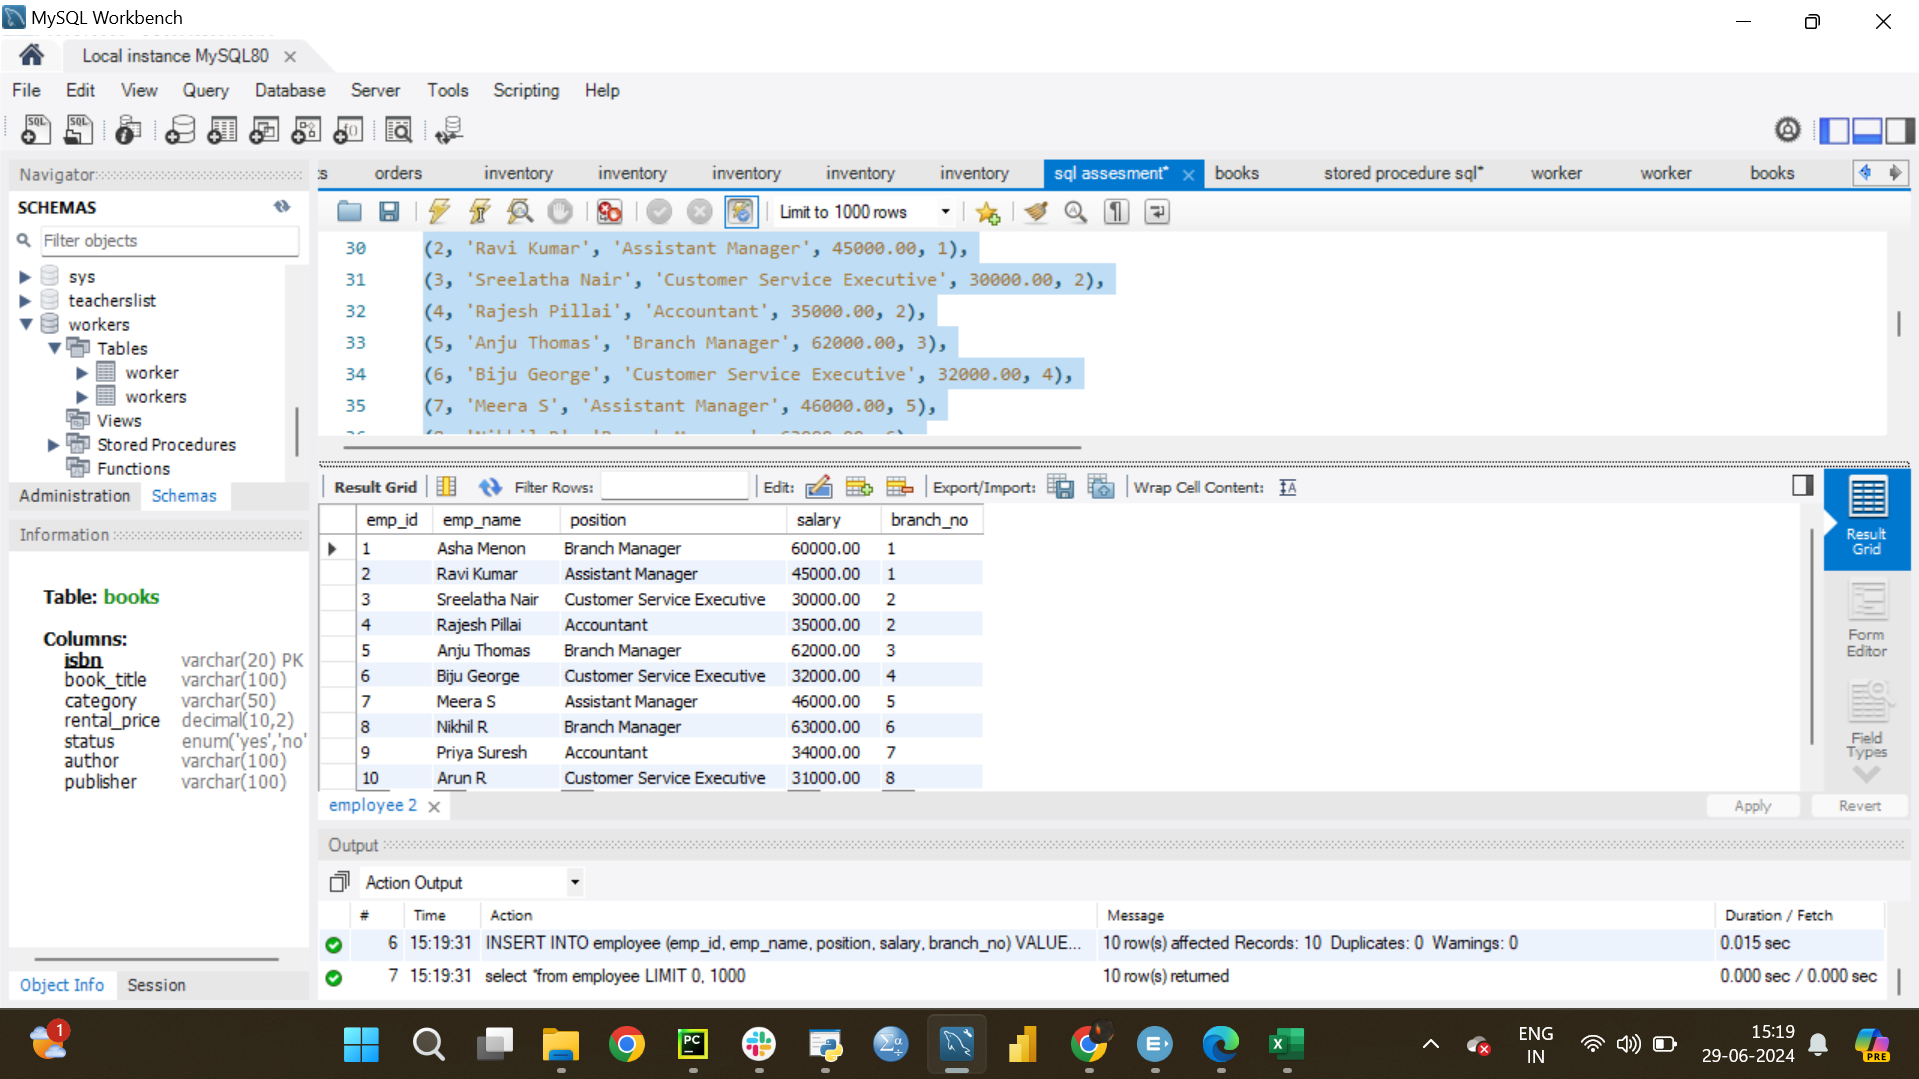 MySQL Workbench
Local instance MySQL80
File Edit View Query Database Server Tools Scripting Help
Navigator
SCHEMAS
Filter objects
sys
teacherslist
workers
Tables
worker
workers
Views
Stored Procedures
Functions
Administration Schemas
Information
Table: books
Columns:
isbn varchar(20) PK
book_title varchar(100)
category varchar(50)
rental_price decimal(10,2)
status enum('yes','no'
author varchar(100)
publisher varchar(100)
Object Info Session
ts orders inventory inventory inventory inventory inventory sql assesment* books stored procedure sql* worker worker books
Limit to 1000 rows
30 (2, 'Ravi Kumar', 'Assistant Manager', 45000.00, 1),
31 (3, 'Sreelatha Nair', 'Customer Service Executive', 30000.00, 2),
32 (4, 'Rajesh Pillai', 'Accountant', 35000.00, 2),
33 (5, 'Anju Thomas', 'Branch Manager', 62000.00, 3),
34 (6, 'Biju George', 'Customer Service Executive', 32000.00, 4),
35 (7, 'Meera S', 'Assistant Manager', 46000.00, 5),
Result Grid Filter Rows: Edit: Export/Import: Wrap Cell Content:
emp_id emp_name position salary branch_no
1 Asha Menon Branch Manager 60000.00 1
2 Ravi Kumar Assistant Manager 45000.00 1
3 Sreelatha Nair Customer Service Executive 30000.00 2
4 Rajesh Pillai Accountant 35000.00 2
5 Anju Thomas Branch Manager 62000.00 3
6 Biju George Customer Service Executive 32000.00 4
7 Meera S Assistant Manager 46000.00 5
8 Nikhil R Branch Manager 63000.00 6
9 Priya Suresh Accountant 34000.00 7
10 Arun R Customer Service Executive 31000.00 8
Result
Grid
Form
Editor
Field
Types
employee 2 Apply Revert
Output
Action Output
# Time Action Message Duration / Fetch
6 15:19:31 INSERT INTO employee (emp_id, emp_name, position, salary, branch_no) VALUE... 10 row(s) affected Records: 10 Duplicates: 0 Warnings: 0 0.015 sec
7 15:19:31 select *from employee LIMIT 0, 1000 10 row(s) returned 0.000 sec / 0.000 sec
1
PC
ENG
IN
15:19
29-06-2024
PRE